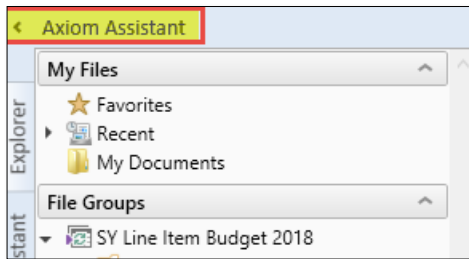 Axiom Assistant
My Files
Explorer
Favorites
Recent
My Documents
File Groups
SY Line Item Budget 2018